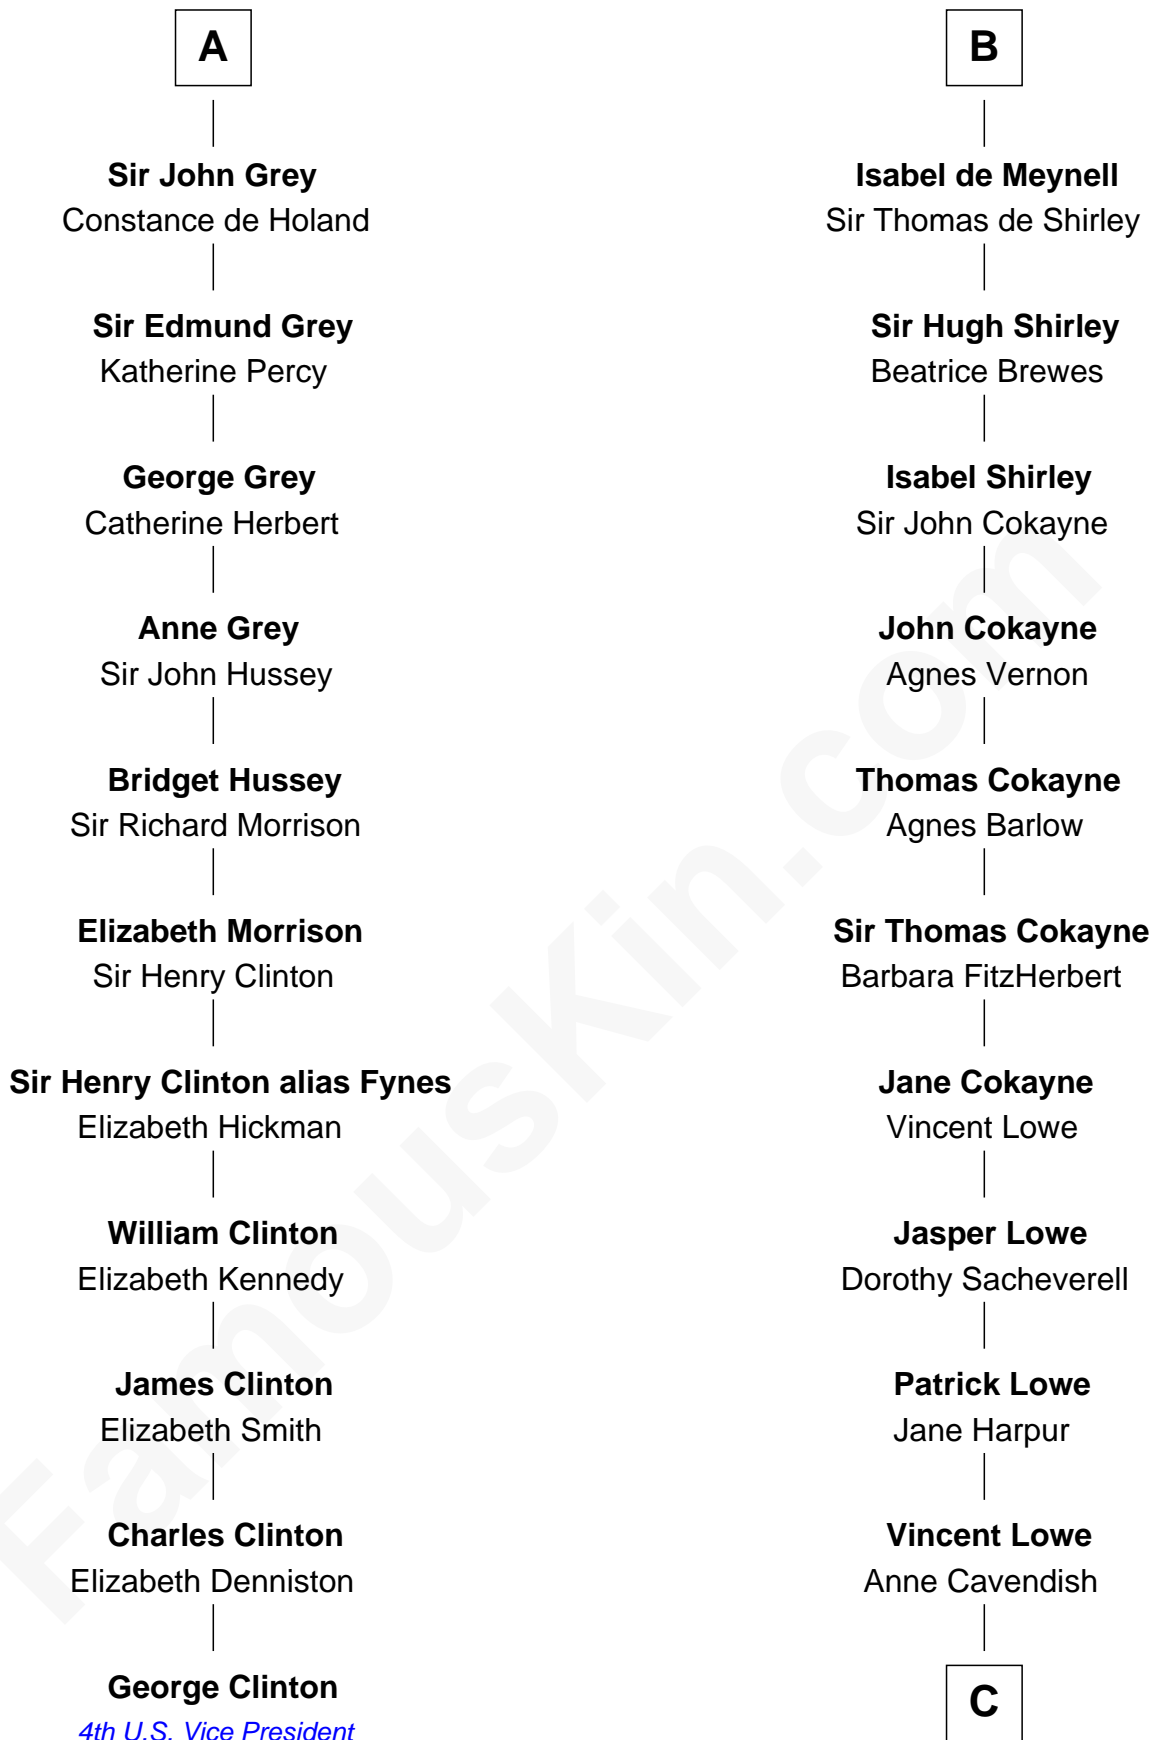 A
Sir John Grey
Constance de Holand
Sir Edmund Grey
Katherine Percy
George Grey
Catherine Herbert
Anne Grey
Sir John Hussey
Bridget Hussey
Sir Richard Morrison
Elizabeth Morrison
Sir Henry Clinton
Sir Henry Clinton alias Fynes
Elizabeth Hickman
William Clinton
Elizabeth Kennedy
James Clinton
Elizabeth Smith
Charles Clinton
Elizabeth Denniston
George Clinton
4th U.S. Vice President
B
Isabel de Meynell
Sir Thomas de Shirley
Sir Hugh Shirley
Beatrice Brewes
Isabel Shirley
Sir John Cokayne
John Cokayne
Agnes Vernon
Thomas Cokayne
Agnes Barlow
Sir Thomas Cokayne
Barbara FitzHerbert
Jane Cokayne
Vincent Lowe
Jasper Lowe
Dorothy Sacheverell
Patrick Lowe
Jane Harpur
Vincent Lowe
Anne Cavendish
C
FamousKin.com